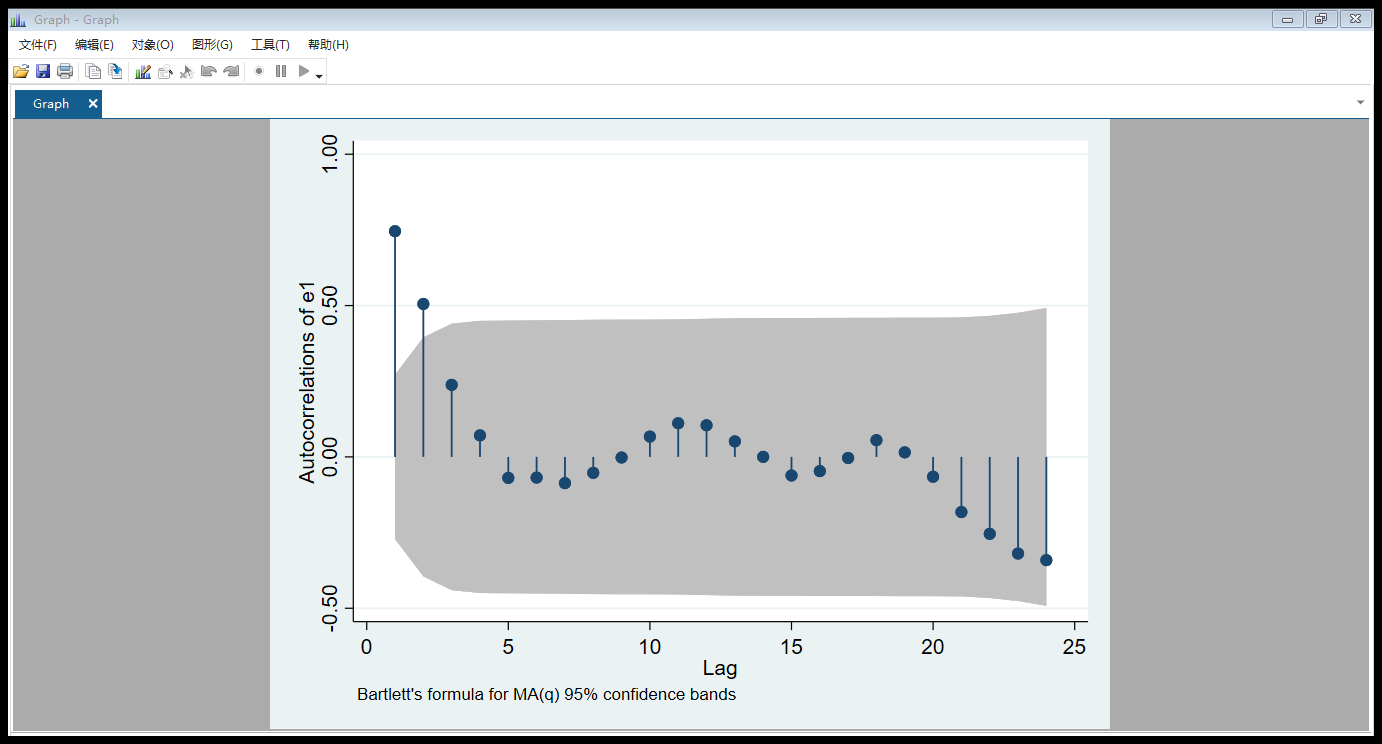 Graph - Graph
文件(F) 编辑(E) 对象(O) 图形(G) 工具(T) 帮助(H)
Graph
Autocorrelations of e1
1.00
0.50
0.00
-0.50
0 5 10 15 20 25
Lag
Bartlett's formula for MA(q) 95% confidence bands